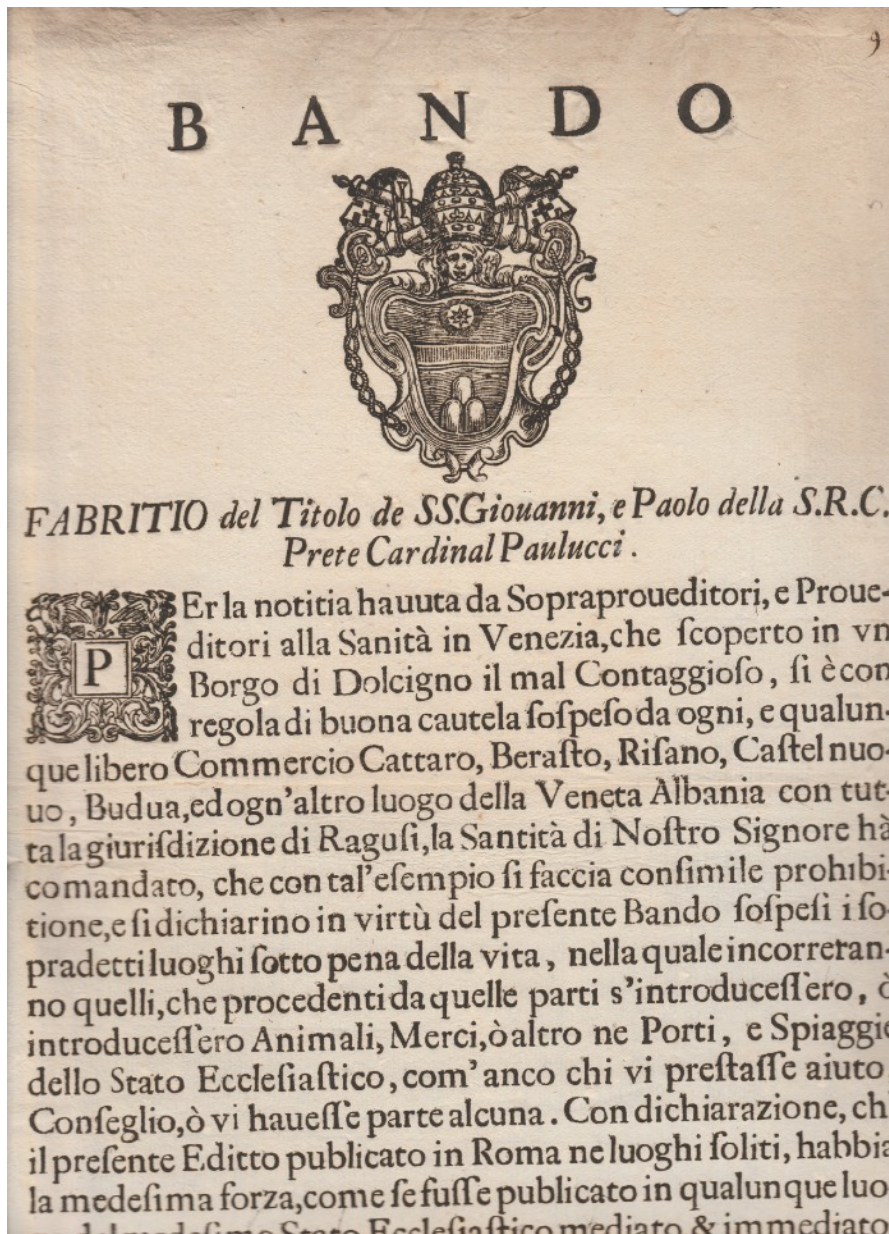 9
BANDO
FABRITIO del Titolo de SS.Giouanni, e Paolo della S.R.C.
Prete Cardinal Paulucci.
PEr la notitia hauuta da Sopraproueditori, e Proue-
ditori alla Sanità in Venezia,che ſcoperto in vn
Borgo di Dolcigno il mal Contaggioſo, ſi è con
regola di buona cautela ſoſpeſo da ogni, e qualun-
que libero Commercio Cattaro, Beraſto, Riſano, Caſtel nuo-
uo, Budua,ed ogn'altro luogo della Veneta Albania con tut-
ta la giuriſdizione di Raguſi,la Santità di Noſtro Signore hà
comandato, che con tal'eſempio ſi faccia conſimile prohibi-
tione,e ſi dichiarino in virtù del preſente Bando ſoſpeſi i ſo-
pradetti luoghi ſotto pena della vita, nella quale incorreran-
no quelli,che procedenti da quelle parti s'introduceſſero, ò
introduceſſero Animali, Merci,ò altro ne Porti, e Spiaggie
dello Stato Eccleſiaſtico, com'anco chi vi preſtaſſe aiuto
Conſeglio,ò vi haueſſe parte alcuna. Con dichiarazione, ch'
il preſente Editto publicato in Roma ne luoghi ſoliti, habbia
la medeſima forza,come ſe fuſſe publicato in qualunque luo-
del medeſimo Stato Eccleſiaſtico mediato & immediato